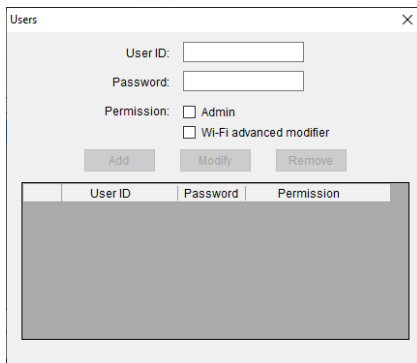 Users
User ID:
Password:
Permission: Admin
Wi-Fi advanced modifier
Add Modify Remove
User ID Password Permission